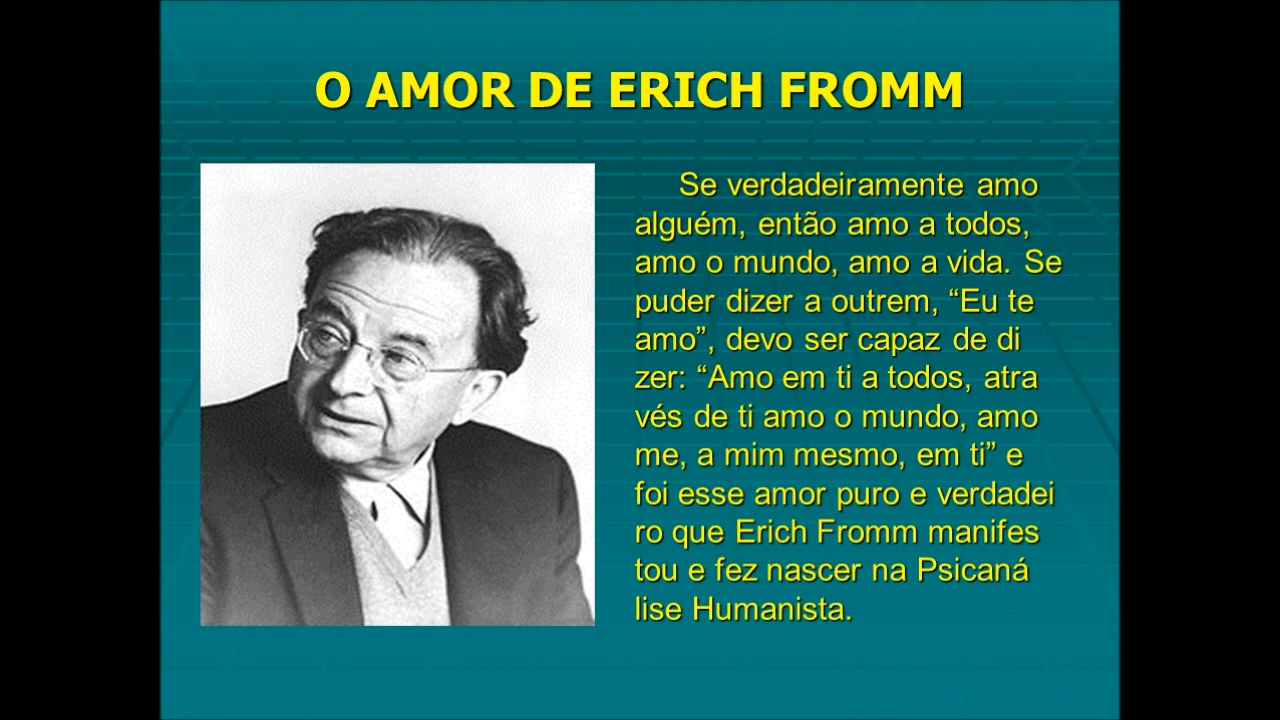 O AMOR DE ERICH FROMM
Se verdadeiramente amo
alguém, então amo a todos,
amo o mundo, amo a vida. Se
puder dizer a outrem, “Eu te
amo”, devo ser capaz de di
zer: “Amo em ti a todos, atra
vés de ti amo o mundo, amo
me, a mim mesmo, em ti” e
foi esse amor puro e verdadei
ro que Erich Fromm manifes
tou e fez nascer na Psicaná
lise Humanista.